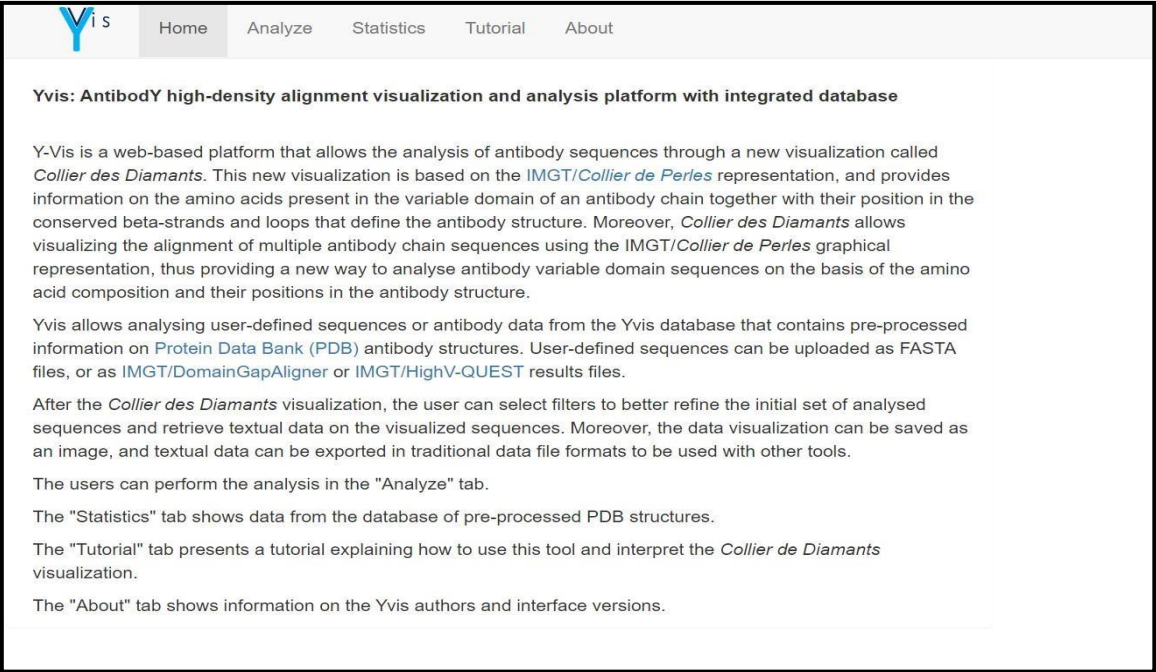 Yis
Home Analyze Statistics Tutorial About
Yvis: AntibodY high-density alignment visualization and analysis platform with integrated database
Y-Vis is a web-based platform that allows the analysis of antibody sequences through a new visualization called
Collier des Diamants. This new visualization is based on the IMGT/Collier de Perles representation, and provides
information on the amino acids present in the variable domain of an antibody chain together with their position in the
conserved beta-strands and loops that define the antibody structure. Moreover, Collier des Diamants allows
visualizing the alignment of multiple antibody chain sequences using the IMGT/Collier de Perles graphical
representation, thus providing a new way to analyse antibody variable domain sequences on the basis of the amino
acid composition and their positions in the antibody structure.
Yvis allows analysing user-defined sequences or antibody data from the Yvis database that contains pre-processed
information on Protein Data Bank (PDB) antibody structures. User-defined sequences can be uploaded as FASTA
files, or as IMGT/DomainGapAligner or IMGT/HighV-QUEST results files.
After the Collier des Diamants visualization, the user can select filters to better refine the initial set of analysed
sequences and retrieve textual data on the visualized sequences. Moreover, the data visualization can be saved as
an image, and textual data can be exported in traditional data file formats to be used with other tools.
The users can perform the analysis in the "Analyze" tab.
The "Statistics" tab shows data from the database of pre-processed PDB structures.
The "Tutorial" tab presents a tutorial explaining how to use this tool and interpret the Collier de Diamants
visualization.
The "About" tab shows information on the Yvis authors and interface versions.